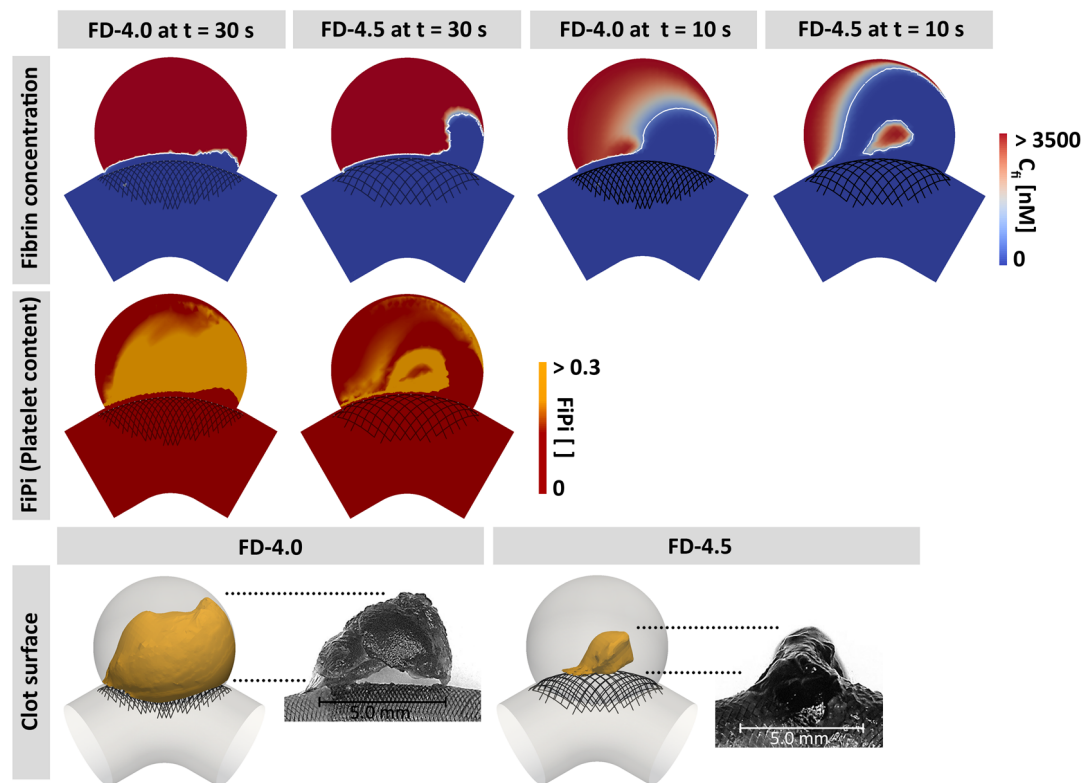 FD-4.0 at t = 30 s
FD-4.5 at t = 30 s
FD-4.0 at t = 10 s
FD-4.5 at t = 10 s
Fibrin concentration
> 3500
C_fi [nM]
0
FiPi (Platelet content)
> 0.3
FiPi [ ]
0
FD-4.0
FD-4.5
Clot surface
5.0 mm
5.0 mm